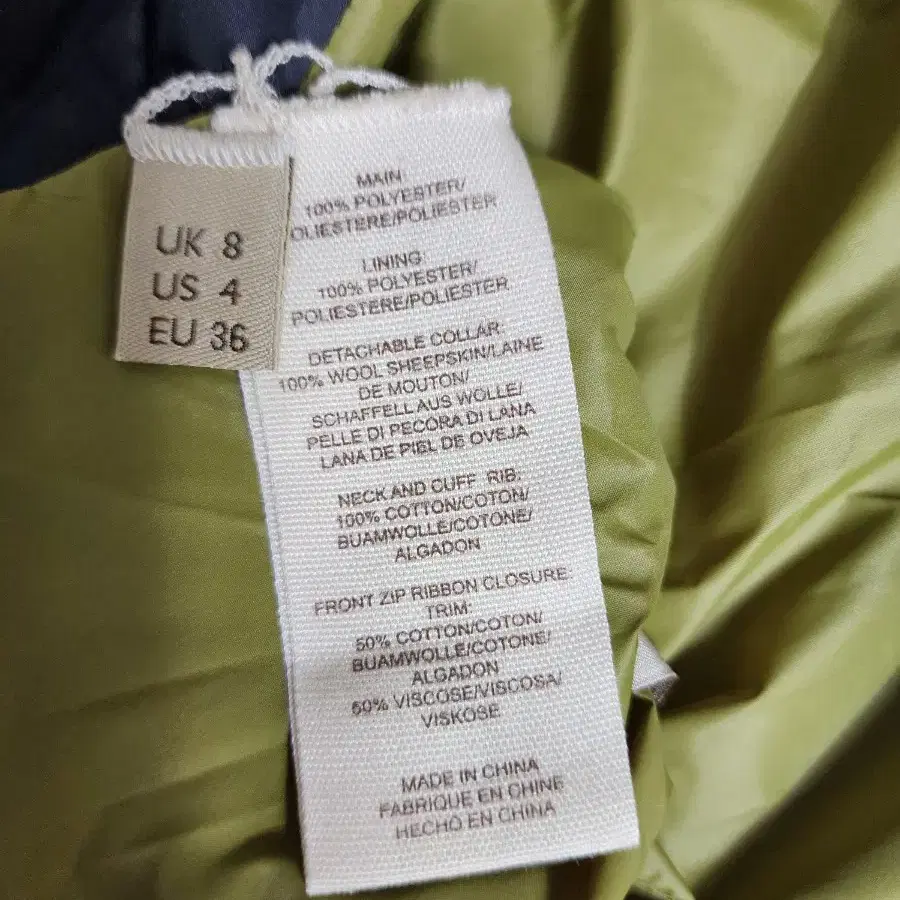 UK 8
US 4
EU 36
MAIN:
100% POLYESTER/
POLIESTERE/POLIESTER
LINING:
100% POLYESTER/
POLIESTERE/POLIESTER
DETACHABLE COLLAR:
100% WOOL SHEEPSKIN/LAINE
DE MOUTON/
SCHAFFELL AUS WOLLE/
PELLE DI PECORA DI LANA
LANA DE PIEL DE OVEJA
NECK AND CUFF RIB:
100% COTTON/COTON/
BUAMWOLLE/COTONE/
ALGADON
FRONT ZIP RIBBON CLOSURE
TRIM:
50% COTTON/COTON/
BUAMWOLLE/COTONE/
ALGADON
50% VISCOSE/VISCOSA/
VISKOSE
MADE IN CHINA
FABRIQUE EN CHINE
HECHO EN CHINA